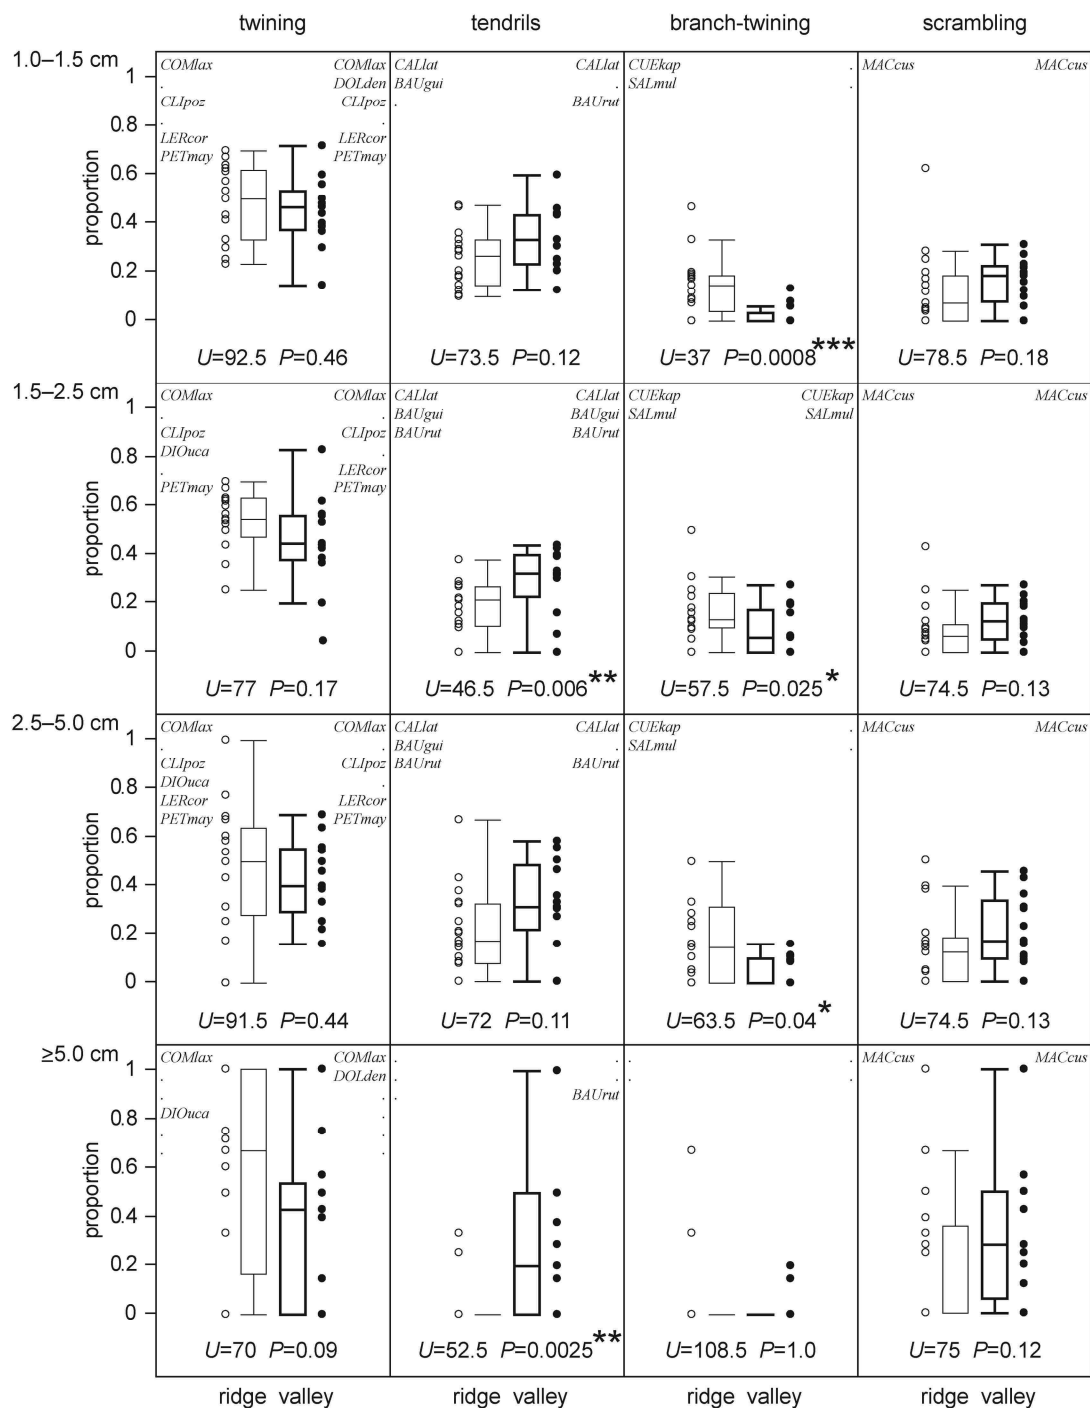 twining tendrils branch-twining scrambling
1.0–1.5 cm
COMlax COMlax CALlat CALlat CUEkap . MACcus MACcus
. DOLden BAUgui . SALmul .
CLIpoz CLIpoz . BAUrut
. .
LERcor LERcor
PETmay PETmay
proportion
1
0.8
0.6
0.4
0.2
0
U=92.5 P=0.46 U=73.5 P=0.12 U=37 P=0.0008*** U=78.5 P=0.18
1.5–2.5 cm
COMlax COMlax CALlat CALlat CUEkap CUEkap MACcus MACcus
. . BAUgui BAUgui SALmul SALmul
CLIpoz CLIpoz BAUrut BAUrut
DIOuca .
. LERcor
PETmay PETmay
proportion
1
0.8
0.6
0.4
0.2
0
U=77 P=0.17 U=46.5 P=0.006** U=57.5 P=0.025* U=74.5 P=0.13
2.5–5.0 cm
COMlax COMlax CALlat CALlat CUEkap . MACcus MACcus
. . BAUgui . SALmul .
CLIpoz CLIpoz BAUrut BAUrut
DIOuca .
LERcor LERcor
PETmay PETmay
proportion
1
0.8
0.6
0.4
0.2
0
U=91.5 P=0.44 U=72 P=0.11 U=63.5 P=0.04* U=74.5 P=0.13
≥5.0 cm
COMlax COMlax . . . . MACcus MACcus
. DOLden . . . .
. . . BAUrut
DIOuca .
. .
. .
proportion
1
0.8
0.6
0.4
0.2
0
U=70 P=0.09 U=52.5 P=0.0025** U=108.5 P=1.0 U=75 P=0.12
ridge valley ridge valley ridge valley ridge valley